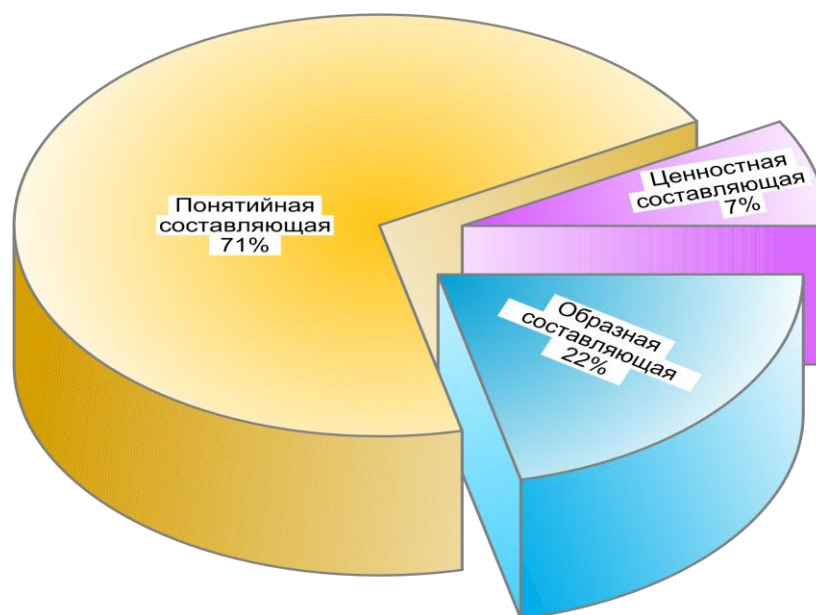 Понятийная
составляющая
71%
Ценностная
составляющая
7%
Образная
составляющая
22%